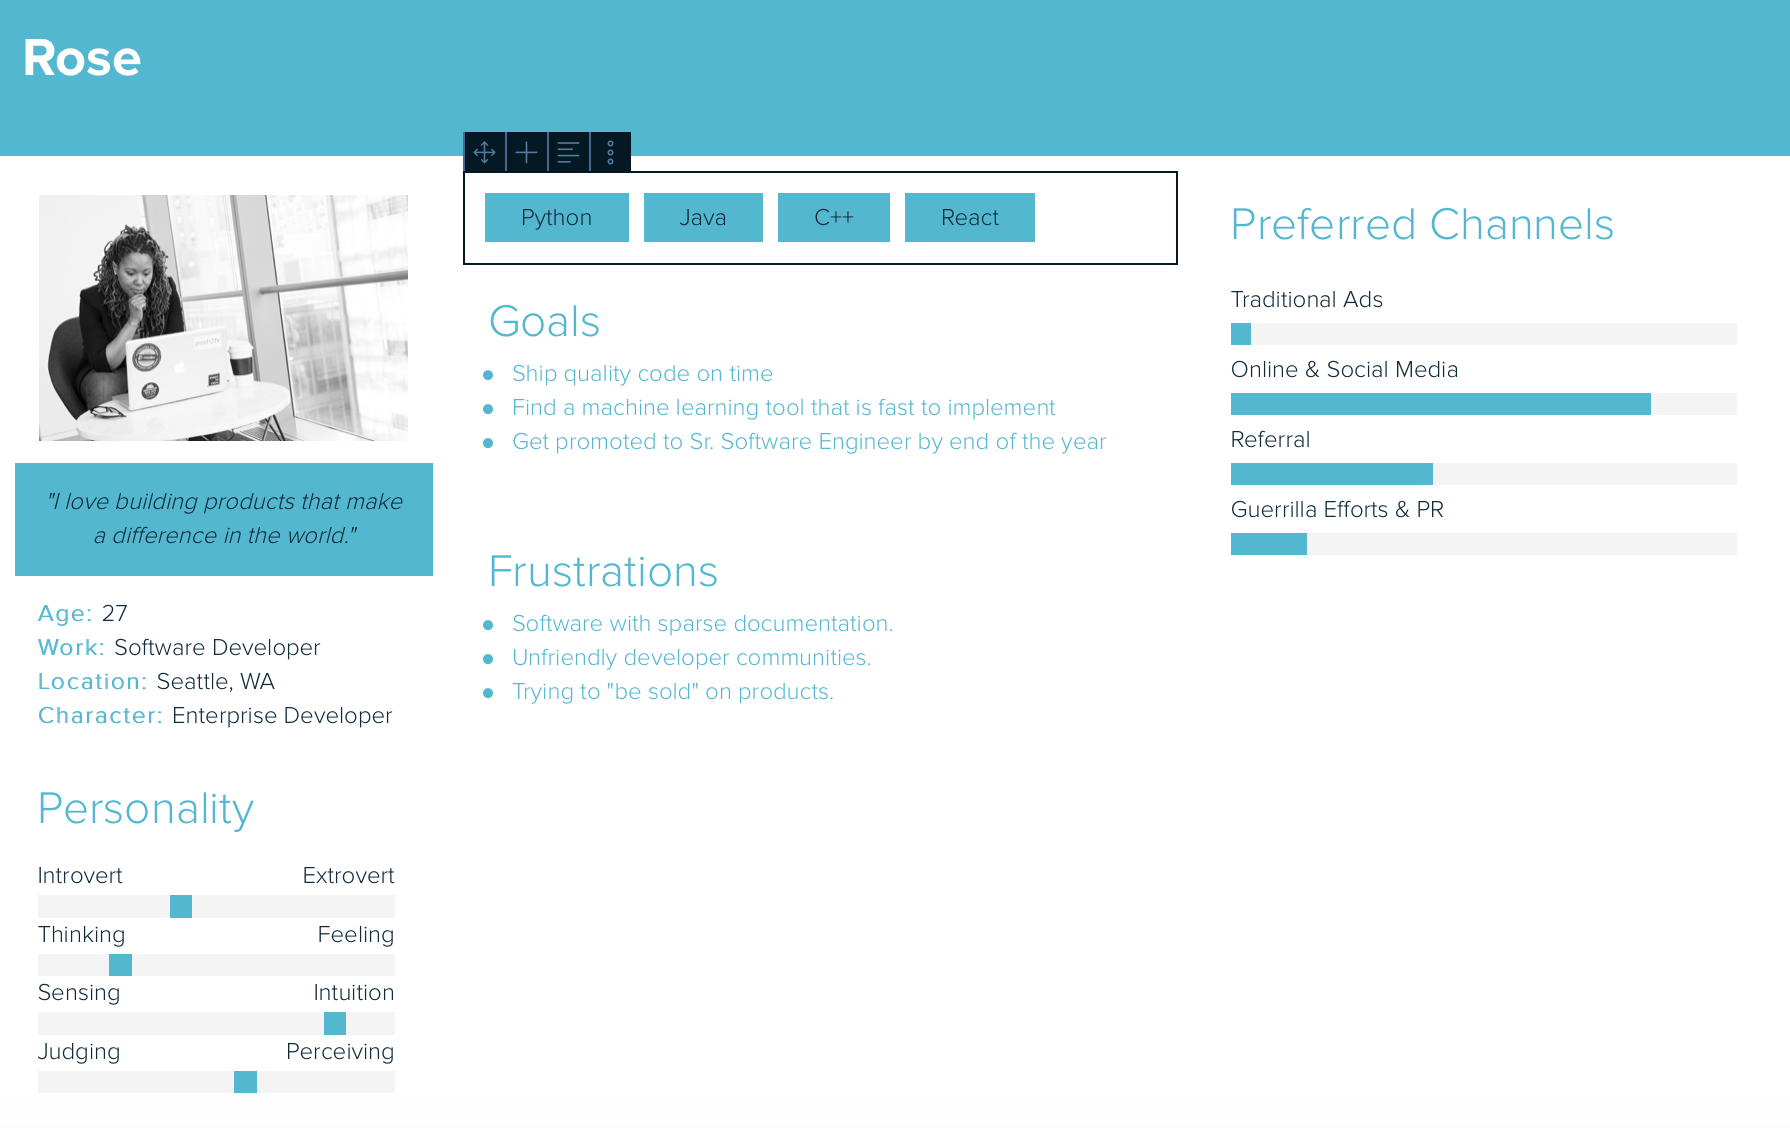 Rose
Python
Java
C++
React
"I love building products that make
a difference in the world."
Age: 27
Work: Software Developer
Location: Seattle, WA
Character: Enterprise Developer
Personality
Introvert Extrovert
Thinking Feeling
Sensing Intuition
Judging Perceiving
Goals
Ship quality code on time
Find a machine learning tool that is fast to implement
Get promoted to Sr. Software Engineer by end of the year
Frustrations
Software with sparse documentation.
Unfriendly developer communities.
Trying to "be sold" on products.
Preferred Channels
Traditional Ads
Online & Social Media
Referral
Guerrilla Efforts & PR